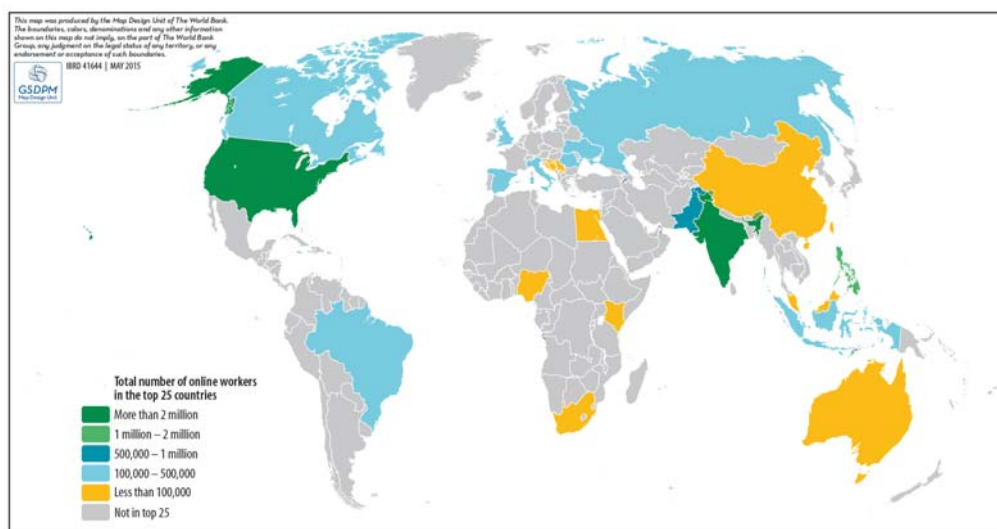 This map was produced by the Map Design Unit of The World Bank.
The boundaries, colors, denominations and any other information
shown on this map do not imply, on the part of The World Bank
Group, any judgment on the legal status of any territory, or any
endorsement or acceptance of such boundaries.
GSDPM
Map Design Unit
IBRD 41644 | MAY 2015
Total number of online workers
in the top 25 countries
More than 2 million
1 million – 2 million
500,000 – 1 million
100,000 – 500,000
Less than 100,000
Not in top 25